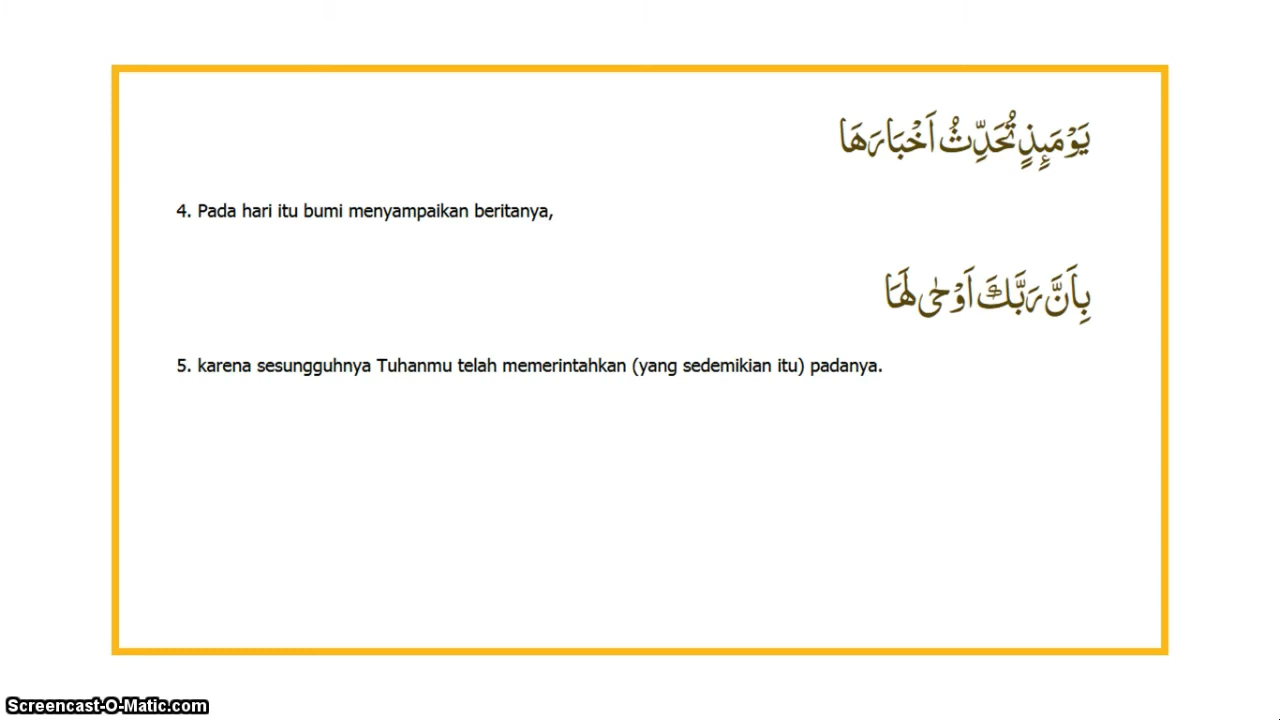 يَوْمَىِٕذٍ تُحَدِّثُ اَخْبَارَهَا
4. Pada hari itu bumi menyampaikan beritanya,
بِاَنَّ رَبَّكَ اَوْحٰى لَهَا
5. karena sesungguhnya Tuhanmu telah memerintahkan (yang sedemikian itu) padanya.
Screencast-O-Matic.com